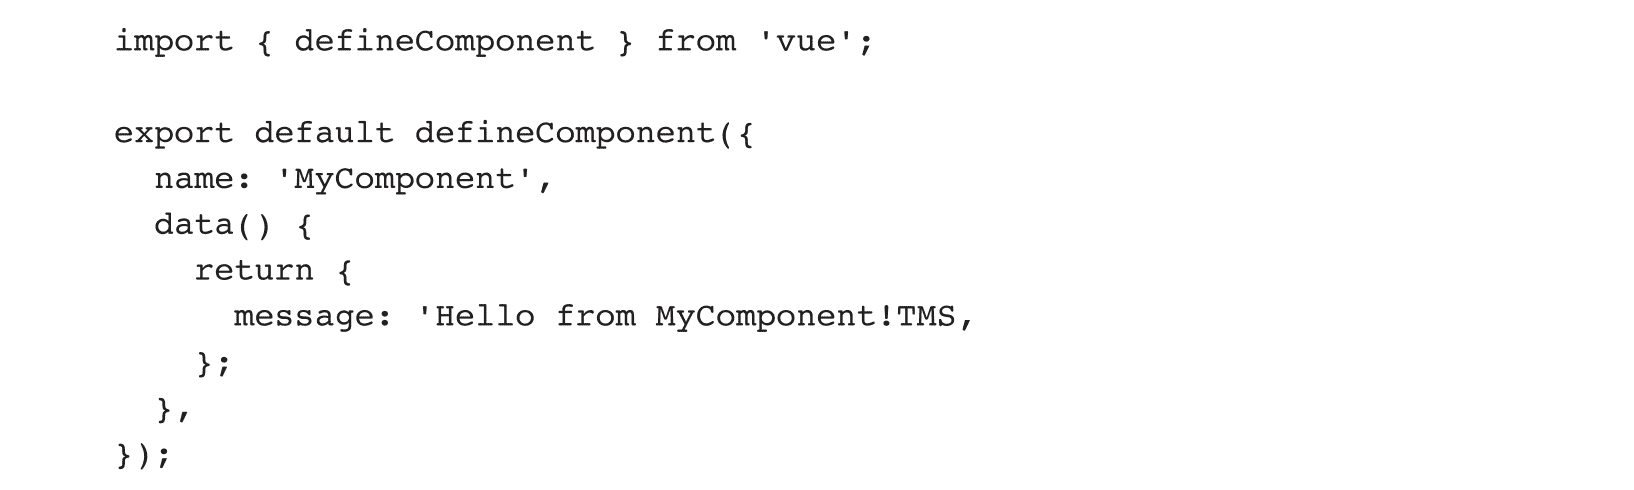 import { defineComponent } from 'vue';

export default defineComponent({
  name: 'MyComponent',
  data() {
    return {
      message: 'Hello from MyComponent!TMS,
    };
  },
});